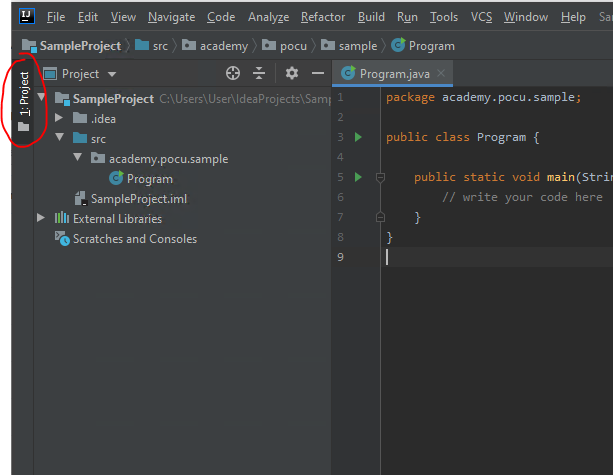 IJ File Edit View Navigate Code Analyze Refactor Build Run Tools VCS Window Help
SampleProject src academy pocu sample Program
1: Project
Project
Program.java
SampleProject C:\Users\User\IdeaProjects\Samp
.idea
src
academy.pocu.sample
Program
SampleProject.iml
External Libraries
Scratches and Consoles
1 package academy.pocu.sample;
2
3 public class Program {
4
5 public static void main(Strin
6 // write your code here
7 }
8 }
9